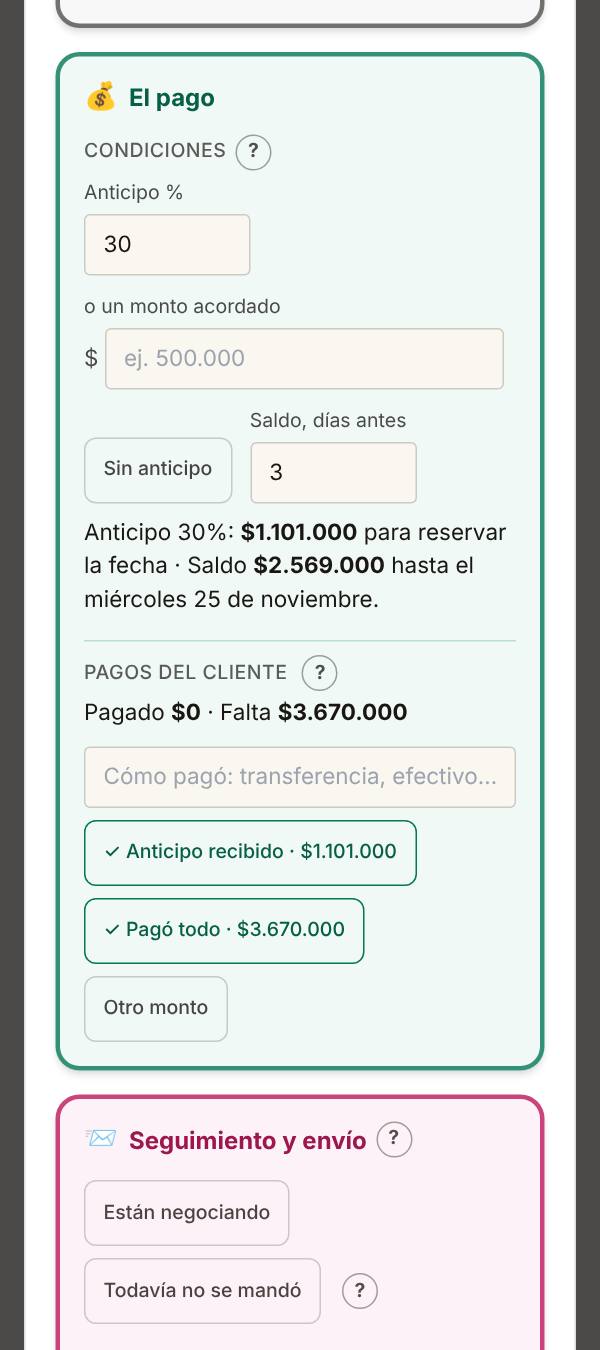 💰 El pago
CONDICIONES ?
Anticipo %
30
o un monto acordado
$ ej. 500.000
Saldo, días antes
Sin anticipo 3
Anticipo 30%: $1.101.000 para reservar
la fecha · Saldo $2.569.000 hasta el
miércoles 25 de noviembre.
PAGOS DEL CLIENTE ?
Pagado $0 · Falta $3.670.000
Cómo pagó: transferencia, efectivo...
✓ Anticipo recibido · $1.101.000
✓ Pagó todo · $3.670.000
Otro monto
📨 Seguimiento y envío ?
Están negociando
Todavía no se mandó ?